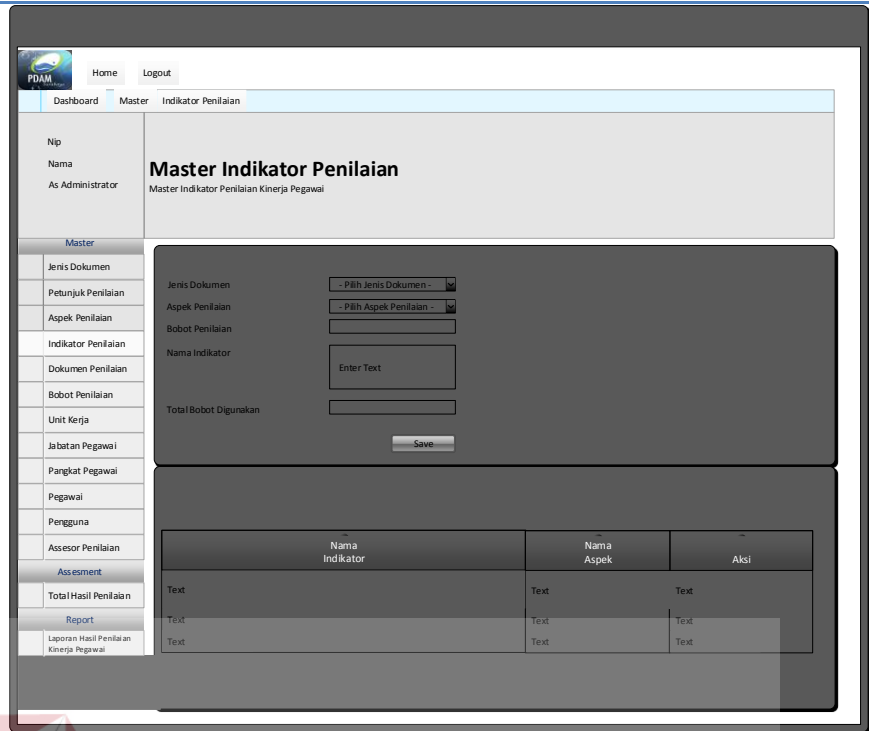 PDAM
Home Logout
Dashboard Master Indikator Penilaian
Nip
Nama
As Administrator
Master Indikator Penilaian
Master Indikator Penilaian Kinerja Pegawai
Master
Jenis Dokumen
Petunjuk Penilaian
Aspek Penilaian
Indikator Penilaian
Dokumen Penilaian
Bobot Penilaian
Unit Kerja
Jabatan Pegawai
Pangkat Pegawai
Pegawai
Pengguna
Assesor Penilaian
Assesment
Total Hasil Penilaian
Report
Laporan Hasil Penilaian
Kinerja Pegawai
Jenis Dokumen - Pilih Jenis Dokumen -
Aspek Penilaian - Pilih Aspek Penilaian -
Bobot Penilaian
Nama Indikator
Enter Text
Total Bobot Digunakan
Save
Nama Nama
Indikator Aspek Aksi
Text Text Text
Text Text Text
Text Text Text